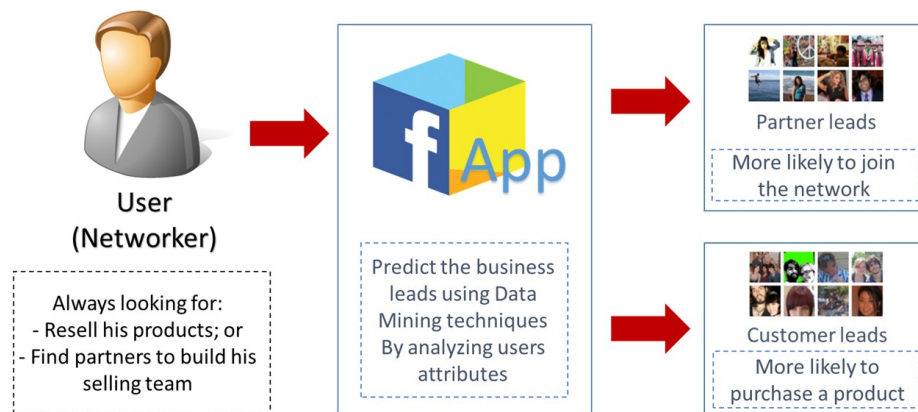 User
(Networker)
Always looking for:
- Resell his products; or
- Find partners to build his
selling team
f
App
Predict the business
leads using Data
Mining techniques
By analyzing users
attributes
Partner leads
More likely to join
the network
Customer leads
More likely to
purchase a product